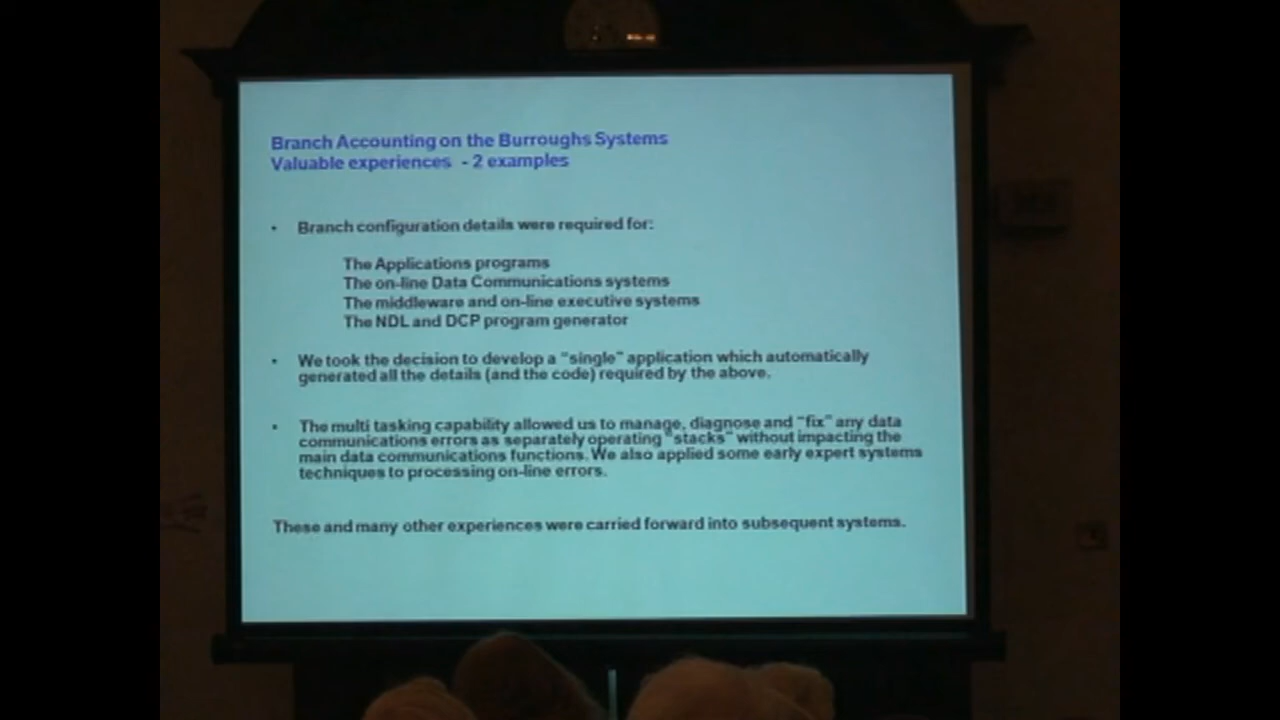 Branch Accounting on the Burroughs Systems
Valuable experiences - 2 examples
• Branch configuration details were required for:
The Applications programs
The on-line Data Communications systems
The middleware and on-line executive systems
The NDL and DCP program generator
• We took the decision to develop a "single" application which automatically
generated all the details (and the code) required by the above.
• The multi tasking capability allowed us to manage, diagnose and "fix" any data
communications errors as separately operating "stacks" without impacting the
main data communications functions. We also applied some early expert systems
techniques to processing on-line errors.
These and many other experiences were carried forward into subsequent systems.